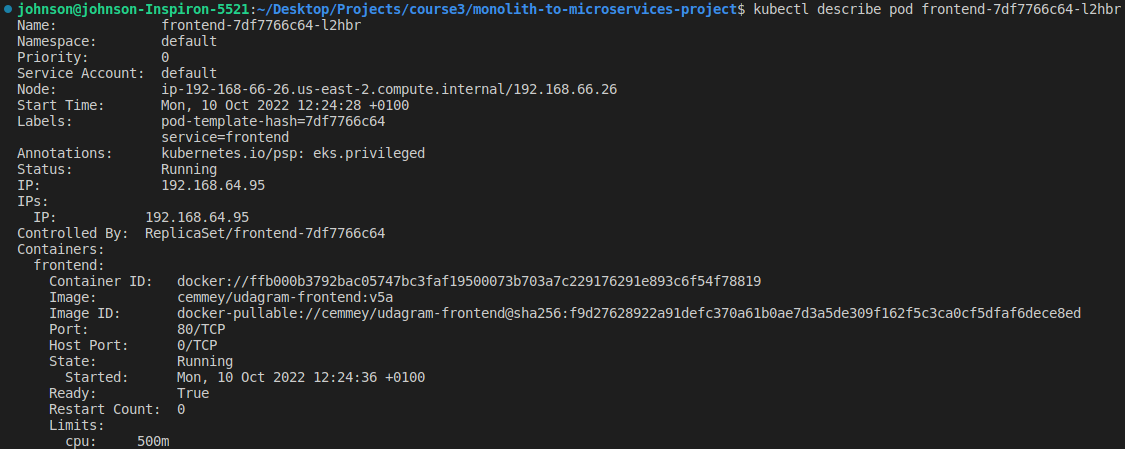 johnson@johnson-Inspiron-5521:~/Desktop/Projects/course3/monolith-to-microservices-project$ kubectl describe pod frontend-7df7766c64-l2hbr
Name:             frontend-7df7766c64-l2hbr
Namespace:        default
Priority:         0
Service Account:  default
Node:             ip-192-168-66-26.us-east-2.compute.internal/192.168.66.26
Start Time:       Mon, 10 Oct 2022 12:24:28 +0100
Labels:           pod-template-hash=7df7766c64
                  service=frontend
Annotations:      kubernetes.io/psp: eks.privileged
Status:           Running
IP:               192.168.64.95
IPs:
  IP:           192.168.64.95
Controlled By:  ReplicaSet/frontend-7df7766c64
Containers:
  frontend:
    Container ID:   docker://ffb000b3792bac05747bc3faf19500073b703a7c229176291e893c6f54f78819
    Image:          cemmey/udagram-frontend:v5a
    Image ID:       docker-pullable://cemmey/udagram-frontend@sha256:f9d27628922a91defc370a61b0ae7d3a5de309f162f5c3ca0cf5dfaf6dece8ed
    Port:           80/TCP
    Host Port:      0/TCP
    State:          Running
      Started:      Mon, 10 Oct 2022 12:24:36 +0100
    Ready:          True
    Restart Count:  0
    Limits:
      cpu:     500m